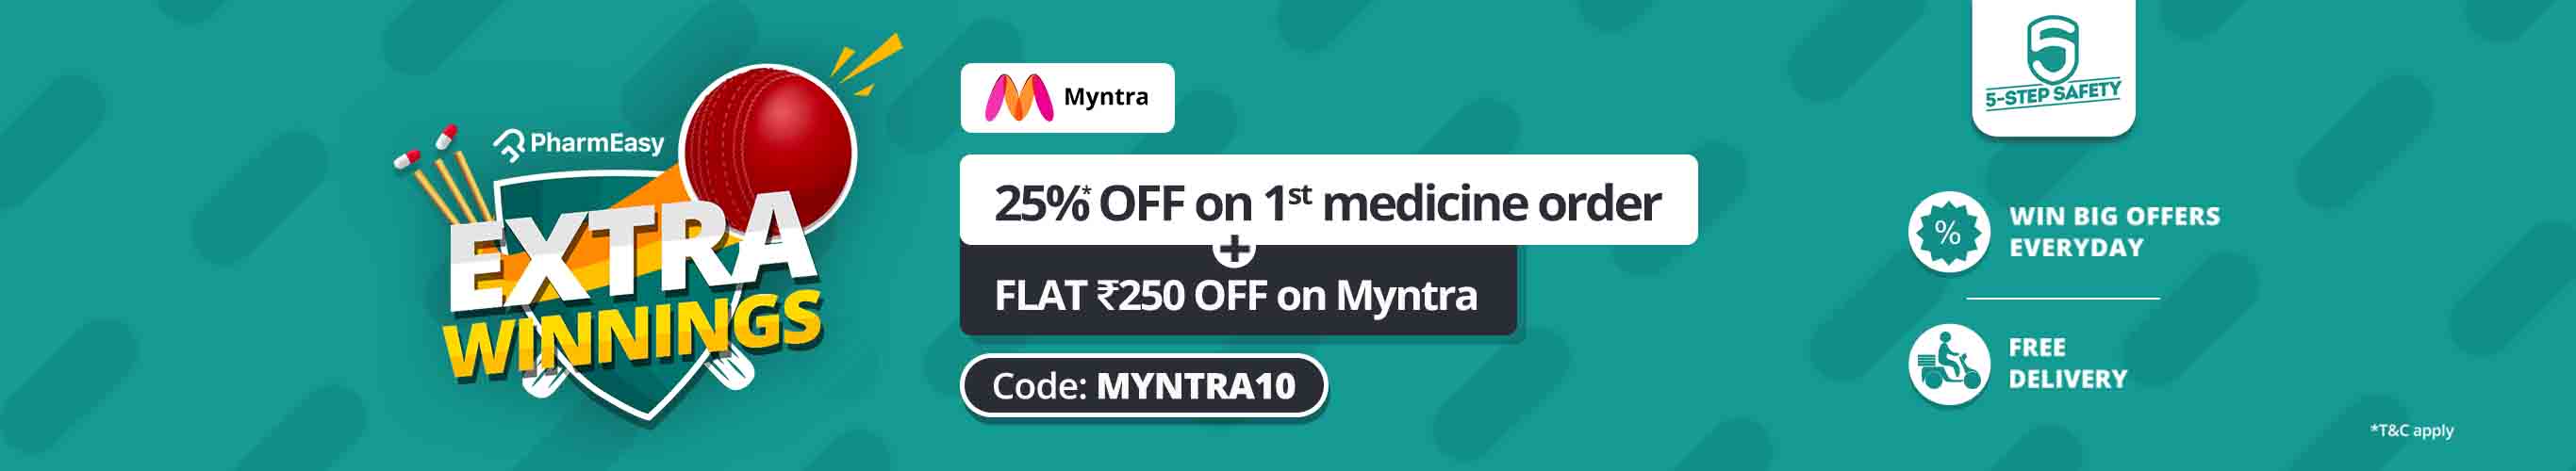 PharmEasy
EXTRA
WINNINGS
Myntra
25%* OFF on 1st medicine order
+
FLAT ₹250 OFF on Myntra
Code: MYNTRA10
5
5-STEP SAFETY
%
WIN BIG OFFERS
EVERYDAY
FREE
DELIVERY
*T&C apply